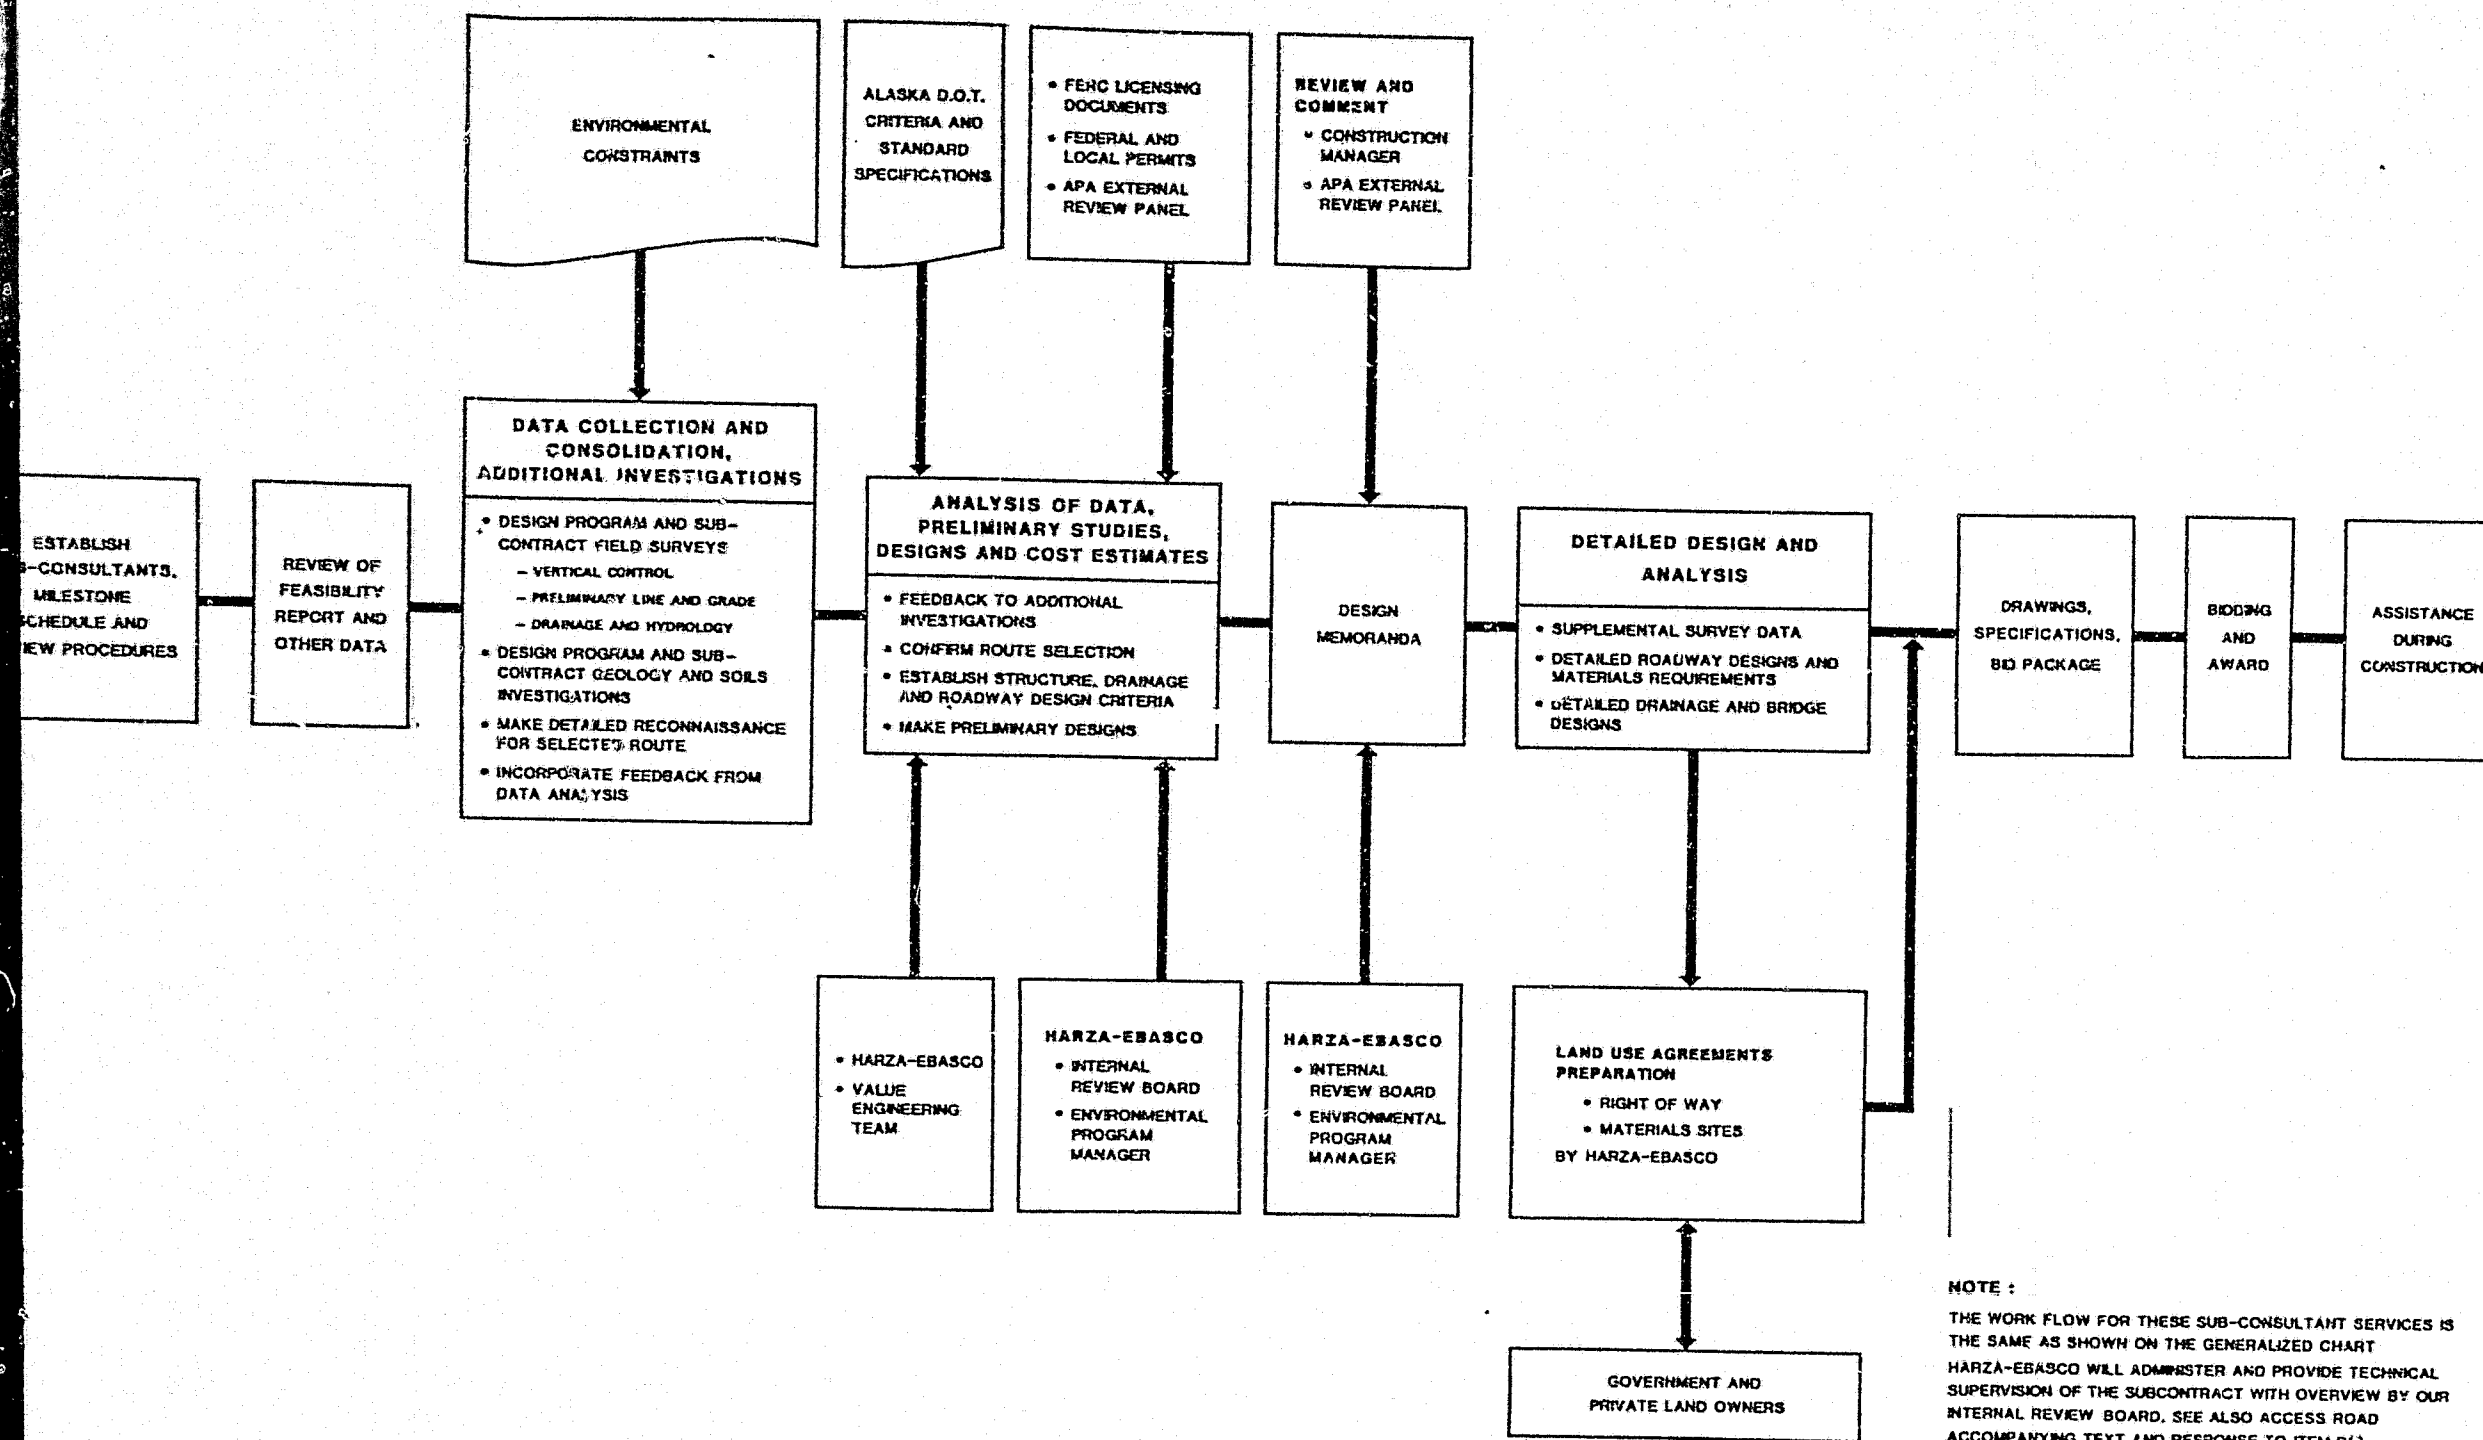 ENVIRONMENTAL
CONSTRAINTS
ALASKA D.O.T.
CRITERIA AND
STANDARD
SPECIFICATIONS
• FERC LICENSING
DOCUMENTS
• FEDERAL AND
LOCAL PERMITS
• APA EXTERNAL
REVIEW PANEL
REVIEW AND
COMMENT
• CONSTRUCTION
MANAGER
• APA EXTERNAL
REVIEW PANEL
ESTABLISH
-CONSULTANTS,
MILESTONE
CHEDULE AND
IEW PROCEDURES
REVIEW OF
FEASIBILITY
REPORT AND
OTHER DATA
DATA COLLECTION AND
CONSOLIDATION,
ADDITIONAL INVESTIGATIONS
• DESIGN PROGRAM AND SUB-
CONTRACT FIELD SURVEYS
- VERTICAL CONTROL
- PRELIMINARY LINE AND GRADE
- DRAINAGE AND HYDROLOGY
• DESIGN PROGRAM AND SUB-
CONTRACT GEOLOGY AND SOILS
INVESTIGATIONS
• MAKE DETAILED RECONNAISSANCE
FOR SELECTED ROUTE
• INCORPORATE FEEDBACK FROM
DATA ANALYSIS
ANALYSIS OF DATA,
PRELIMINARY STUDIES,
DESIGNS AND COST ESTIMATES
• FEEDBACK TO ADDITIONAL
INVESTIGATIONS
• CONFIRM ROUTE SELECTION
• ESTABLISH STRUCTURE, DRAINAGE
AND ROADWAY DESIGN CRITERIA
• MAKE PRELIMINARY DESIGNS
DESIGN
MEMORANDA
DETAILED DESIGN AND
ANALYSIS
• SUPPLEMENTAL SURVEY DATA
• DETAILED ROADWAY DESIGNS AND
MATERIALS REQUIREMENTS
• DETAILED DRAINAGE AND BRIDGE
DESIGNS
DRAWINGS,
SPECIFICATIONS,
BID PACKAGE
BIDDING
AND
AWARD
ASSISTANCE
DURING
CONSTRUCTION
• HARZA-EBASCO
• VALUE
ENGINEERING
TEAM
HARZA-EBASCO
• INTERNAL
REVIEW BOARD
• ENVIRONMENTAL
PROGRAM
MANAGER
HARZA-EBASCO
• INTERNAL
REVIEW BOARD
• ENVIRONMENTAL
PROGRAM
MANAGER
LAND USE AGREEMENTS
PREPARATION
• RIGHT OF WAY
• MATERIALS SITES
BY HARZA-EBASCO
GOVERNMENT AND
PRIVATE LAND OWNERS
NOTE :
THE WORK FLOW FOR THESE SUB-CONSULTANT SERVICES IS
THE SAME AS SHOWN ON THE GENERALIZED CHART
HARZA-EBASCO WILL ADMINISTER AND PROVIDE TECHNICAL
SUPERVISION OF THE SUBCONTRACT WITH OVERVIEW BY OUR
INTERNAL REVIEW BOARD. SEE ALSO ACCESS ROAD
ACCOMPANYING TEXT AND RESPONSE TO ITEM